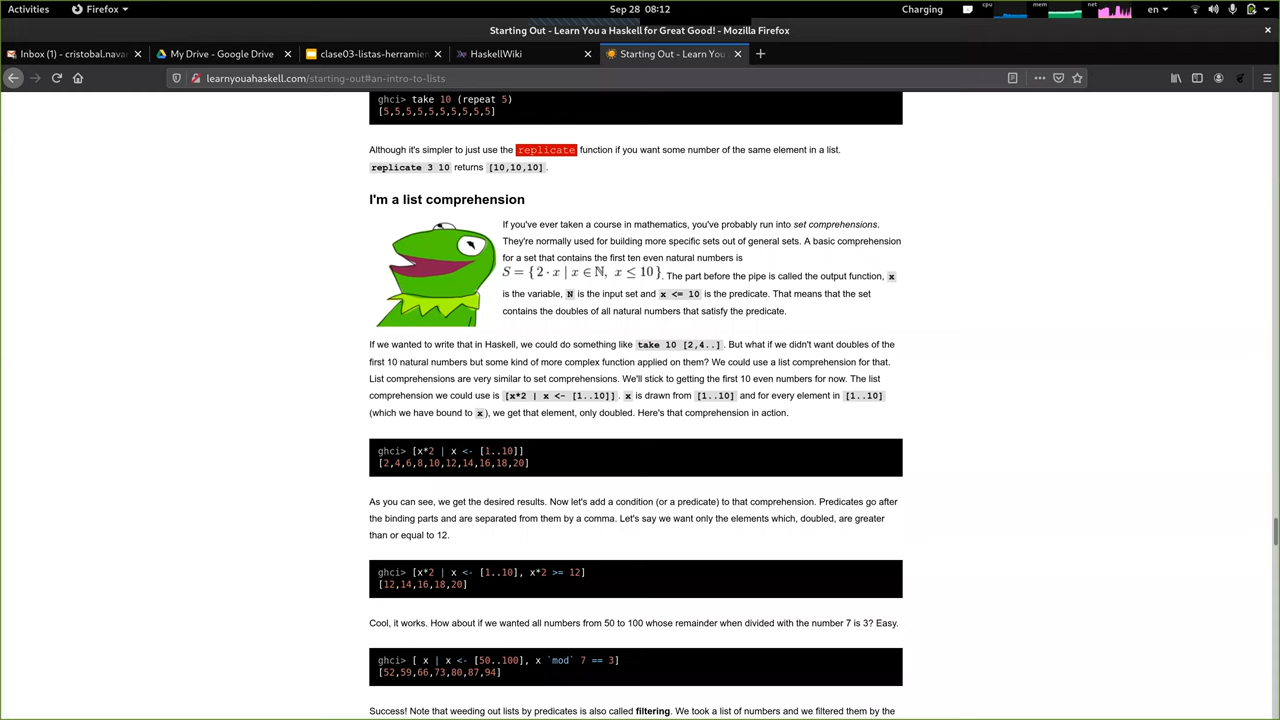 Activities
Firefox
Sep 28 08:12
Charging
cpu
mem
net
en
Starting Out - Learn You a Haskell for Great Good! - Mozilla Firefox
Inbox (1) - cristobal.nava
My Drive - Google Drive
clase03-listas-herramien
HaskellWiki
Starting Out - Learn You
learnyouahaskell.com/starting-out#an-intro-to-lists
ghci> take 10 (repeat 5)
[5,5,5,5,5,5,5,5,5,5]
Although it's simpler to just use the replicate function if you want some number of the same element in a list.
replicate 3 10 returns [10,10,10].
I'm a list comprehension
If you've ever taken a course in mathematics, you've probably run into set comprehensions.
They're normally used for building more specific sets out of general sets. A basic comprehension
for a set that contains the first ten even natural numbers is
S = { 2 · x | x ∈ ℕ, x ≤ 10 }. The part before the pipe is called the output function, x
is the variable, N is the input set and x <= 10 is the predicate. That means that the set
contains the doubles of all natural numbers that satisfy the predicate.
If we wanted to write that in Haskell, we could do something like take 10 [2,4..]. But what if we didn't want doubles of the
first 10 natural numbers but some kind of more complex function applied on them? We could use a list comprehension for that.
List comprehensions are very similar to set comprehensions. We'll stick to getting the first 10 even numbers for now. The list
comprehension we could use is [x*2 | x <- [1..10]]. x is drawn from [1..10] and for every element in [1..10]
(which we have bound to x), we get that element, only doubled. Here's that comprehension in action.
ghci> [x*2 | x <- [1..10]]
[2,4,6,8,10,12,14,16,18,20]
As you can see, we get the desired results. Now let's add a condition (or a predicate) to that comprehension. Predicates go after
the binding parts and are separated from them by a comma. Let's say we want only the elements which, doubled, are greater
than or equal to 12.
ghci> [x*2 | x <- [1..10], x*2 >= 12]
[12,14,16,18,20]
Cool, it works. How about if we wanted all numbers from 50 to 100 whose remainder when divided with the number 7 is 3? Easy.
ghci> [ x | x <- [50..100], x `mod` 7 == 3]
[52,59,66,73,80,87,94]
Success! Note that weeding out lists by predicates is also called filtering. We took a list of numbers and we filtered them by the